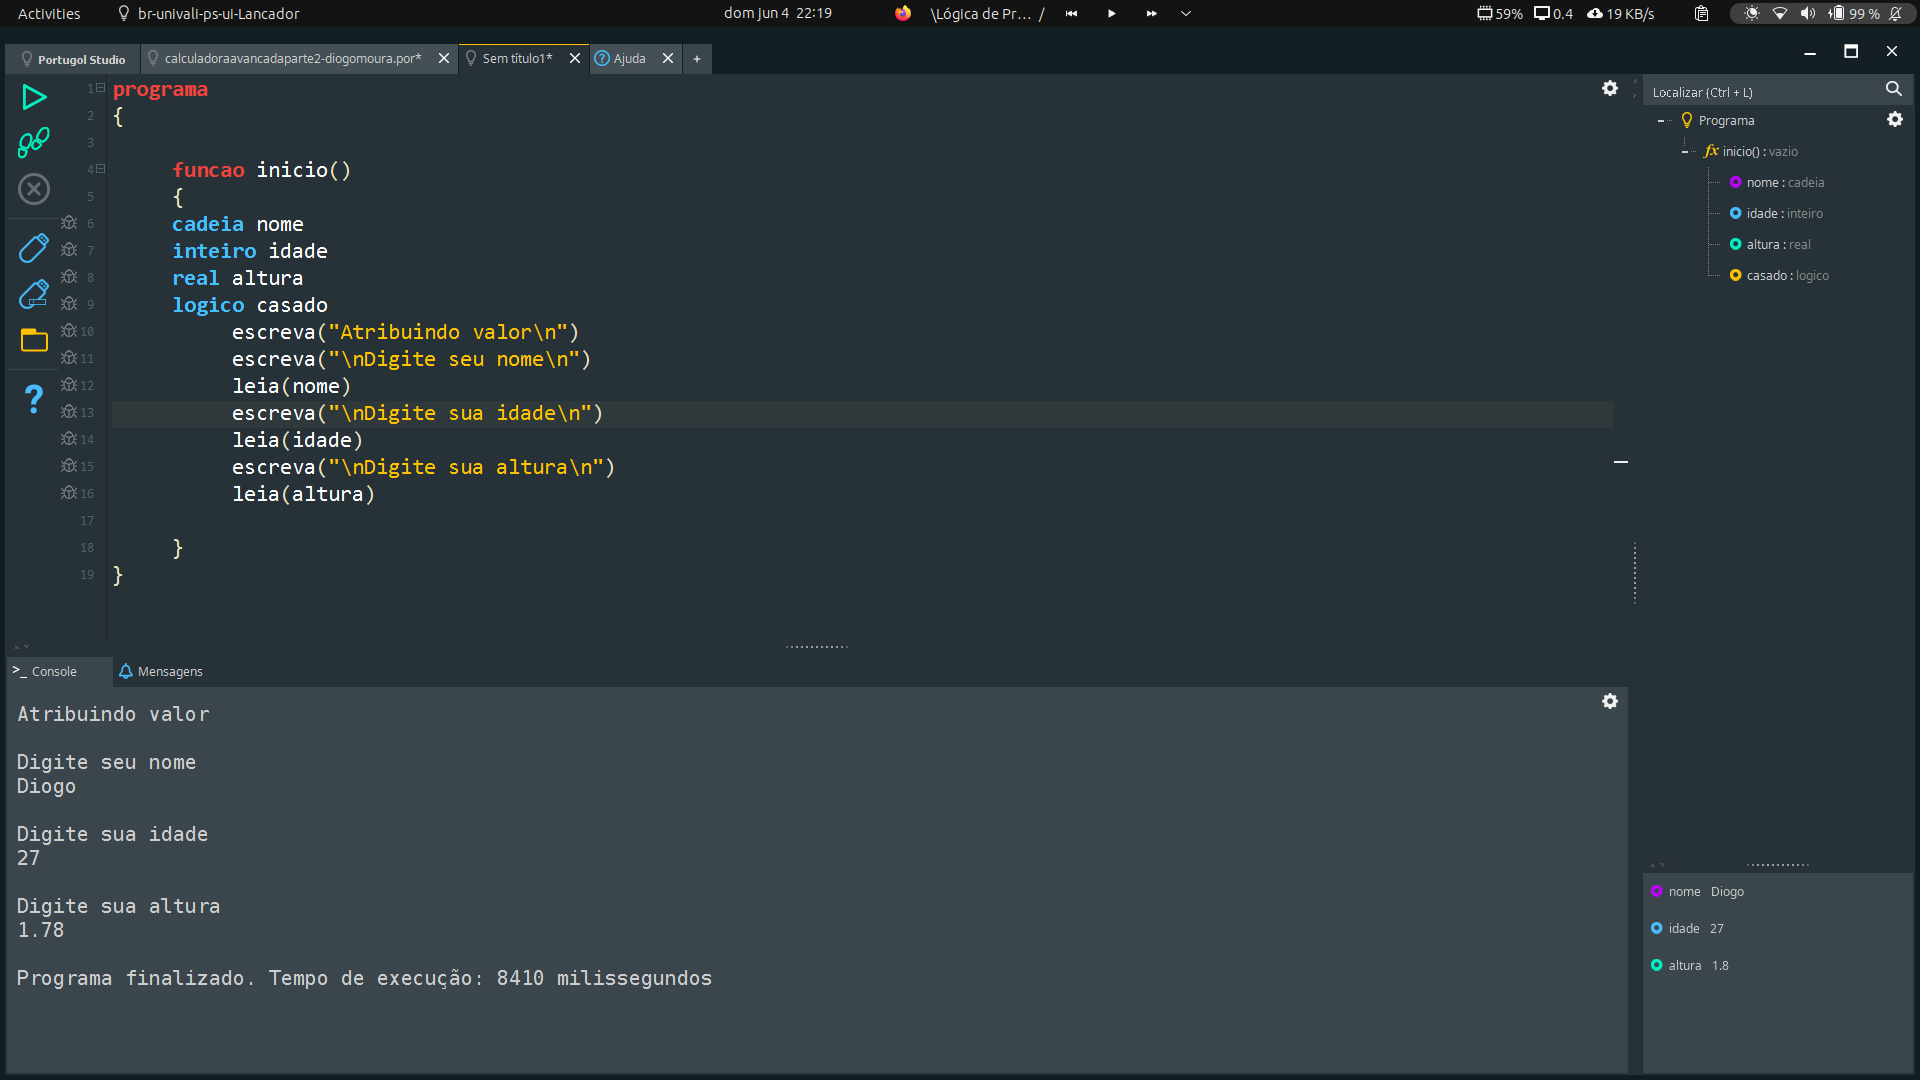 Activities
br-univali-ps-ui-Lancador
dom jun 4 22:19
\Lógica de Pr… /
59%
0.4
19 KB/s
99 %
Portugol Studio
calculadoraavancadaparte2-diogomoura.por*
Sem título1*
Ajuda
+
1 programa
2 {
3
4 funcao inicio()
5 {
6 cadeia nome
7 inteiro idade
8 real altura
9 logico casado
10 escreva("Atribuindo valor\n")
11 escreva("\nDigite seu nome\n")
12 leia(nome)
13 escreva("\nDigite sua idade\n")
14 leia(idade)
15 escreva("\nDigite sua altura\n")
16 leia(altura)
17
18 }
19 }
Localizar (Ctrl + L)
Programa
fx inicio() : vazio
nome : cadeia
idade : inteiro
altura : real
casado : logico
>_ Console
Mensagens
Atribuindo valor
Digite seu nome
Diogo
Digite sua idade
27
Digite sua altura
1.78
Programa finalizado. Tempo de execução: 8410 milissegundos
nome Diogo
idade 27
altura 1.8